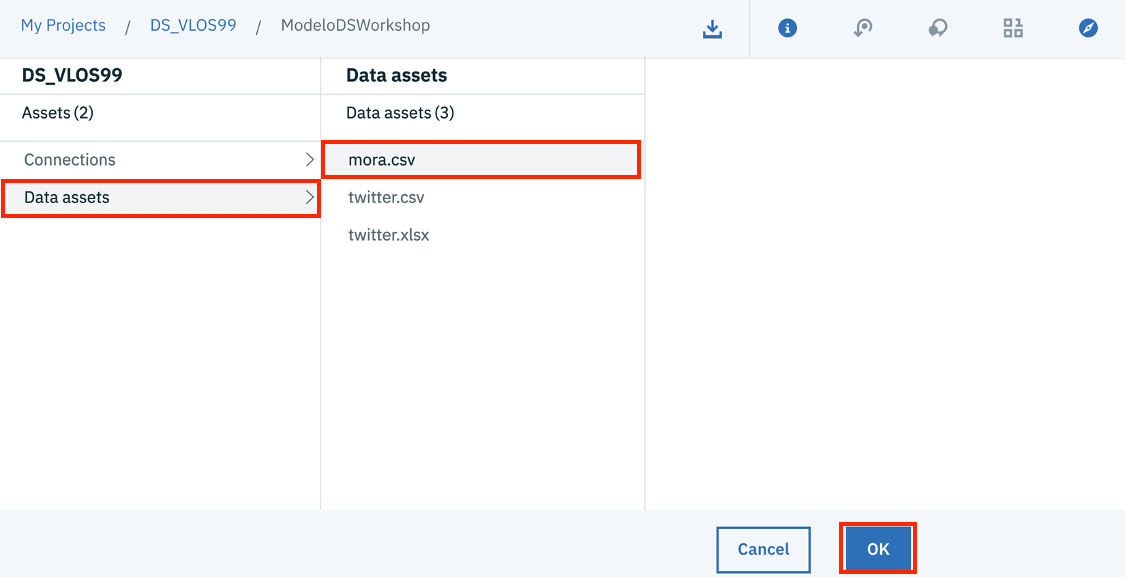 My Projects / DS_VLOS99 / ModeloDSWorkshop
DS_VLOS99
Assets (2)
Connections
Data assets
Data assets
Data assets (3)
mora.csv
twitter.csv
twitter.xlsx
Cancel
OK